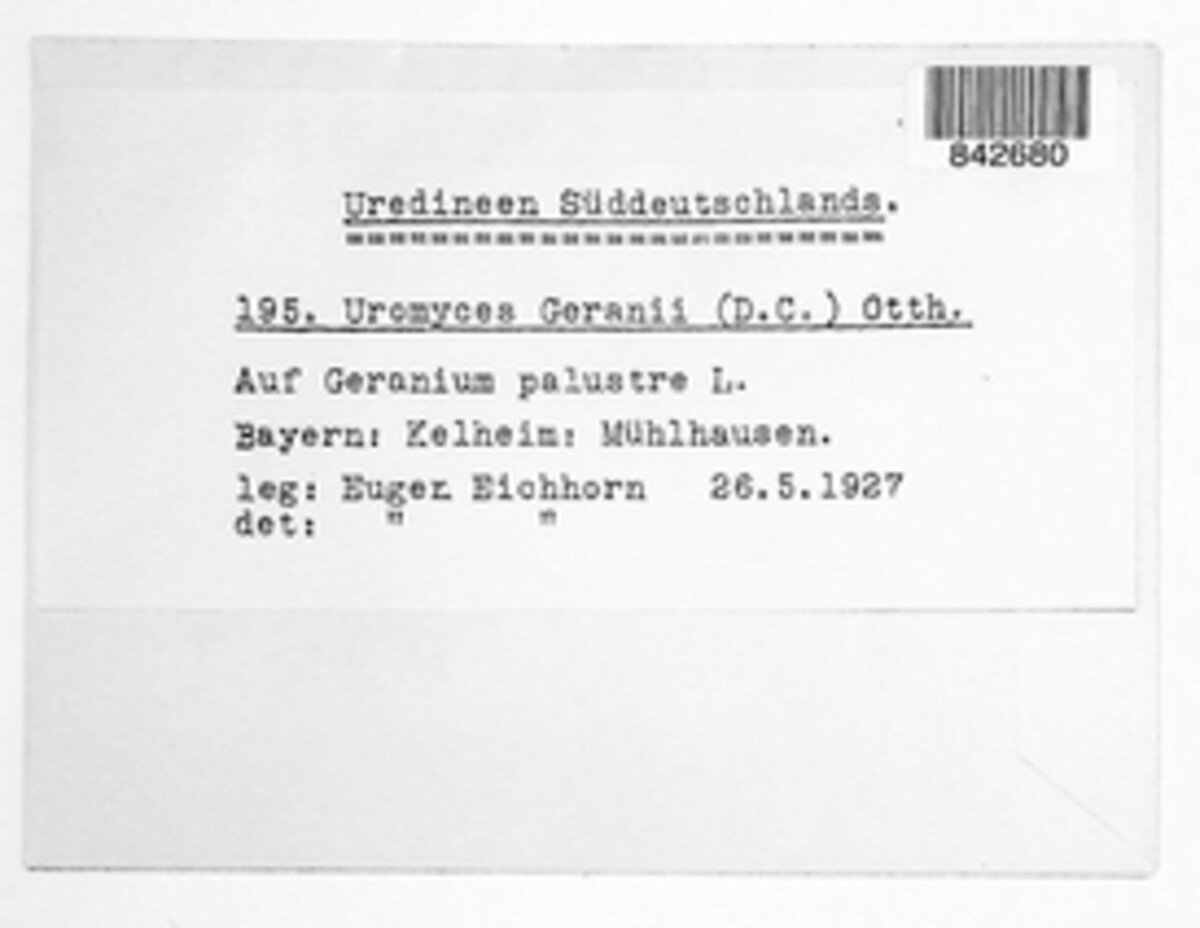 842680
Uredineen Süddeutschlands.
195. Uromyces Geranii (D.C.) Otth.
Auf Geranium palustre L.
Bayern: Kelheim: Mühlhausen.
leg: Eugen Eichhorn 26.5.1927
det: " "